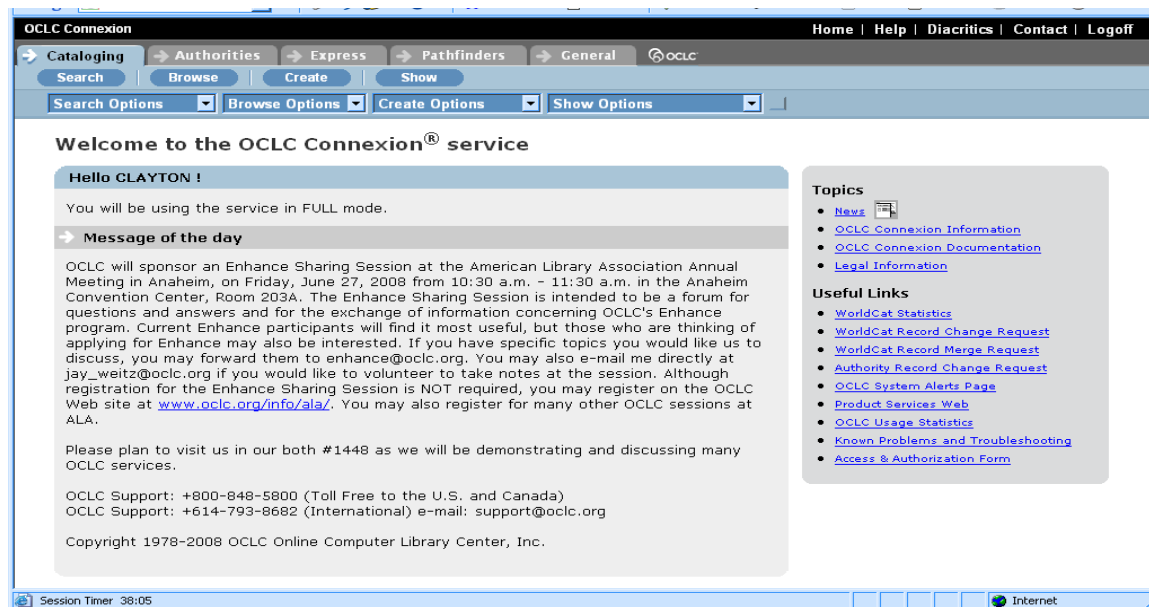 OCLC Connexion
Home | Help | Diacritics | Contact | Logoff
Cataloging Authorities Express Pathfinders General OCLC
Search Browse Create Show
Search Options Browse Options Create Options Show Options
Welcome to the OCLC Connexion® service
Hello CLAYTON !
You will be using the service in FULL mode.
Message of the day
OCLC will sponsor an Enhance Sharing Session at the American Library Association Annual
Meeting in Anaheim, on Friday, June 27, 2008 from 10:30 a.m. - 11:30 a.m. in the Anaheim
Convention Center, Room 203A. The Enhance Sharing Session is intended to be a forum for
questions and answers and for the exchange of information concerning OCLC's Enhance
program. Current Enhance participants will find it most useful, but those who are thinking of
applying for Enhance may also be interested. If you have specific topics you would like us to
discuss, you may forward them to enhance@oclc.org. You may also e-mail me directly at
jay_weitz@oclc.org if you would like to volunteer to take notes at the session. Although
registration for the Enhance Sharing Session is NOT required, you may register on the OCLC
Web site at www.oclc.org/info/ala/. You may also register for many other OCLC sessions at
ALA.
Please plan to visit us in our both #1448 as we will be demonstrating and discussing many
OCLC services.
OCLC Support: +800-848-5800 (Toll Free to the U.S. and Canada)
OCLC Support: +614-793-8682 (International) e-mail: support@oclc.org
Copyright 1978-2008 OCLC Online Computer Library Center, Inc.
Topics
News
OCLC Connexion Information
OCLC Connexion Documentation
Legal Information
Useful Links
WorldCat Statistics
WorldCat Record Change Request
WorldCat Record Merge Request
Authority Record Change Request
OCLC System Alerts Page
Product Services Web
OCLC Usage Statistics
Known Problems and Troubleshooting
Access & Authorization Form
Session Timer 38:05
Internet